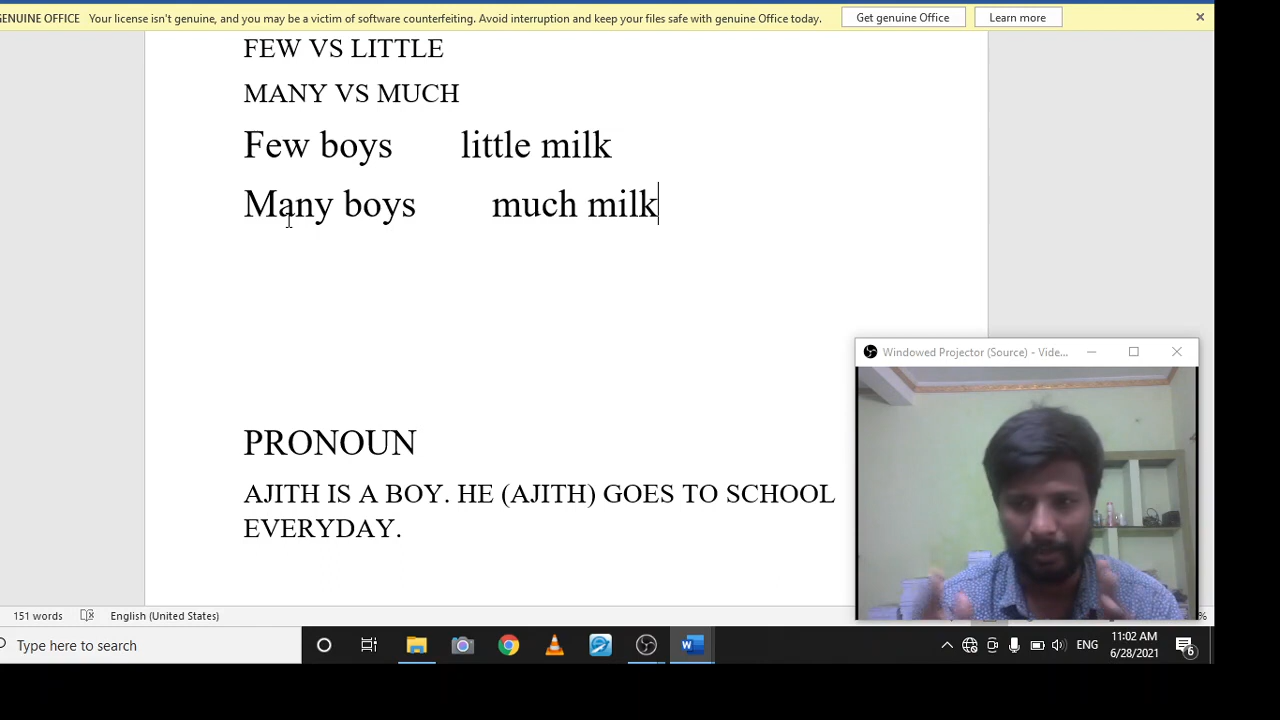 GENUINE OFFICE Your license isn't genuine, and you may be a victim of software counterfeiting. Avoid interruption and keep your files safe with genuine Office today. Get genuine Office Learn more
FEW VS LITTLE
MANY VS MUCH
Few boys little milk
Many boys much milk
Windowed Projector (Source) - Vide...
PRONOUN
AJITH IS A BOY. HE (AJITH) GOES TO SCHOOL
EVERYDAY.
151 words English (United States) %
Type here to search ENG 11:02 AM
6/28/2021 6